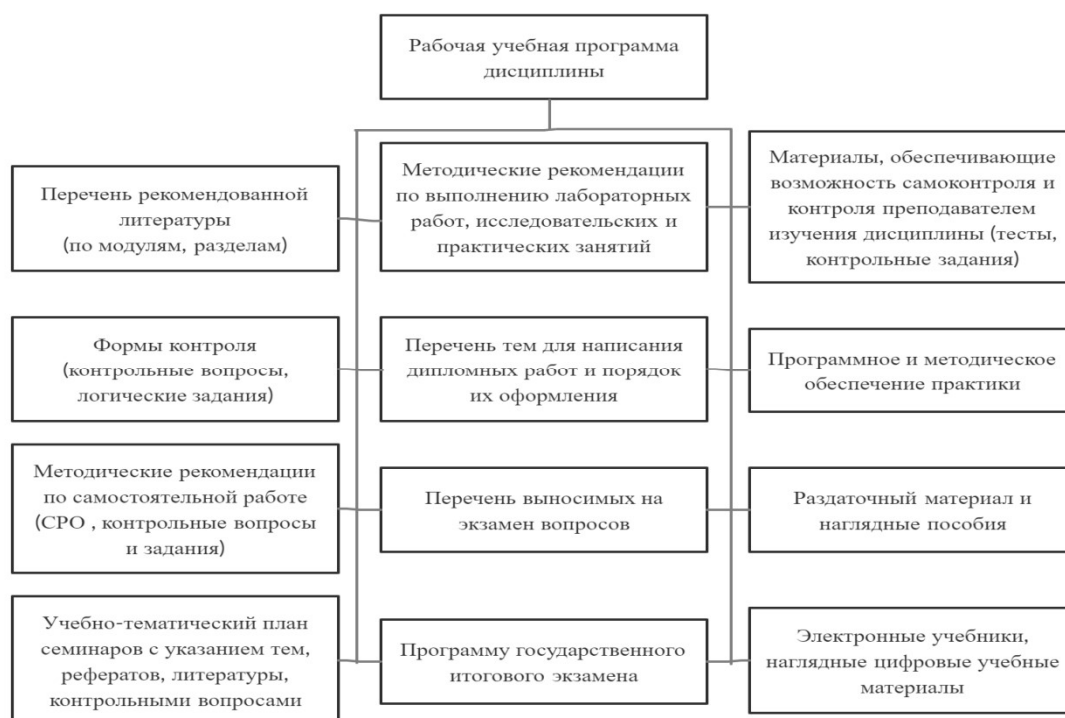 Рабочая учебная программа
дисциплины
Перечень рекомендованной
литературы
(по модулям, разделам)
Методические рекомендации
по выполнению лабораторных
работ, исследовательских и
практических занятий
Материалы, обеспечивающие
возможность самоконтроля и
контроля преподавателем
изучения дисциплины (тесты,
контрольные задания)
Формы контроля
(контрольные вопросы,
логические задания)
Перечень тем для написания
дипломных работ и порядок
их оформления
Программное и методическое
обеспечение практики
Методические рекомендации
по самостоятельной работе
(СРО , контрольные вопросы
и задания)
Перечень выносимых на
экзамен вопросов
Раздаточный материал и
наглядные пособия
Учебно-тематический план
семинаров с указанием тем,
рефератов, литературы,
контрольными вопросами
Программу государственного
итогового экзамена
Электронные учебники,
наглядные цифровые учебные
материалы